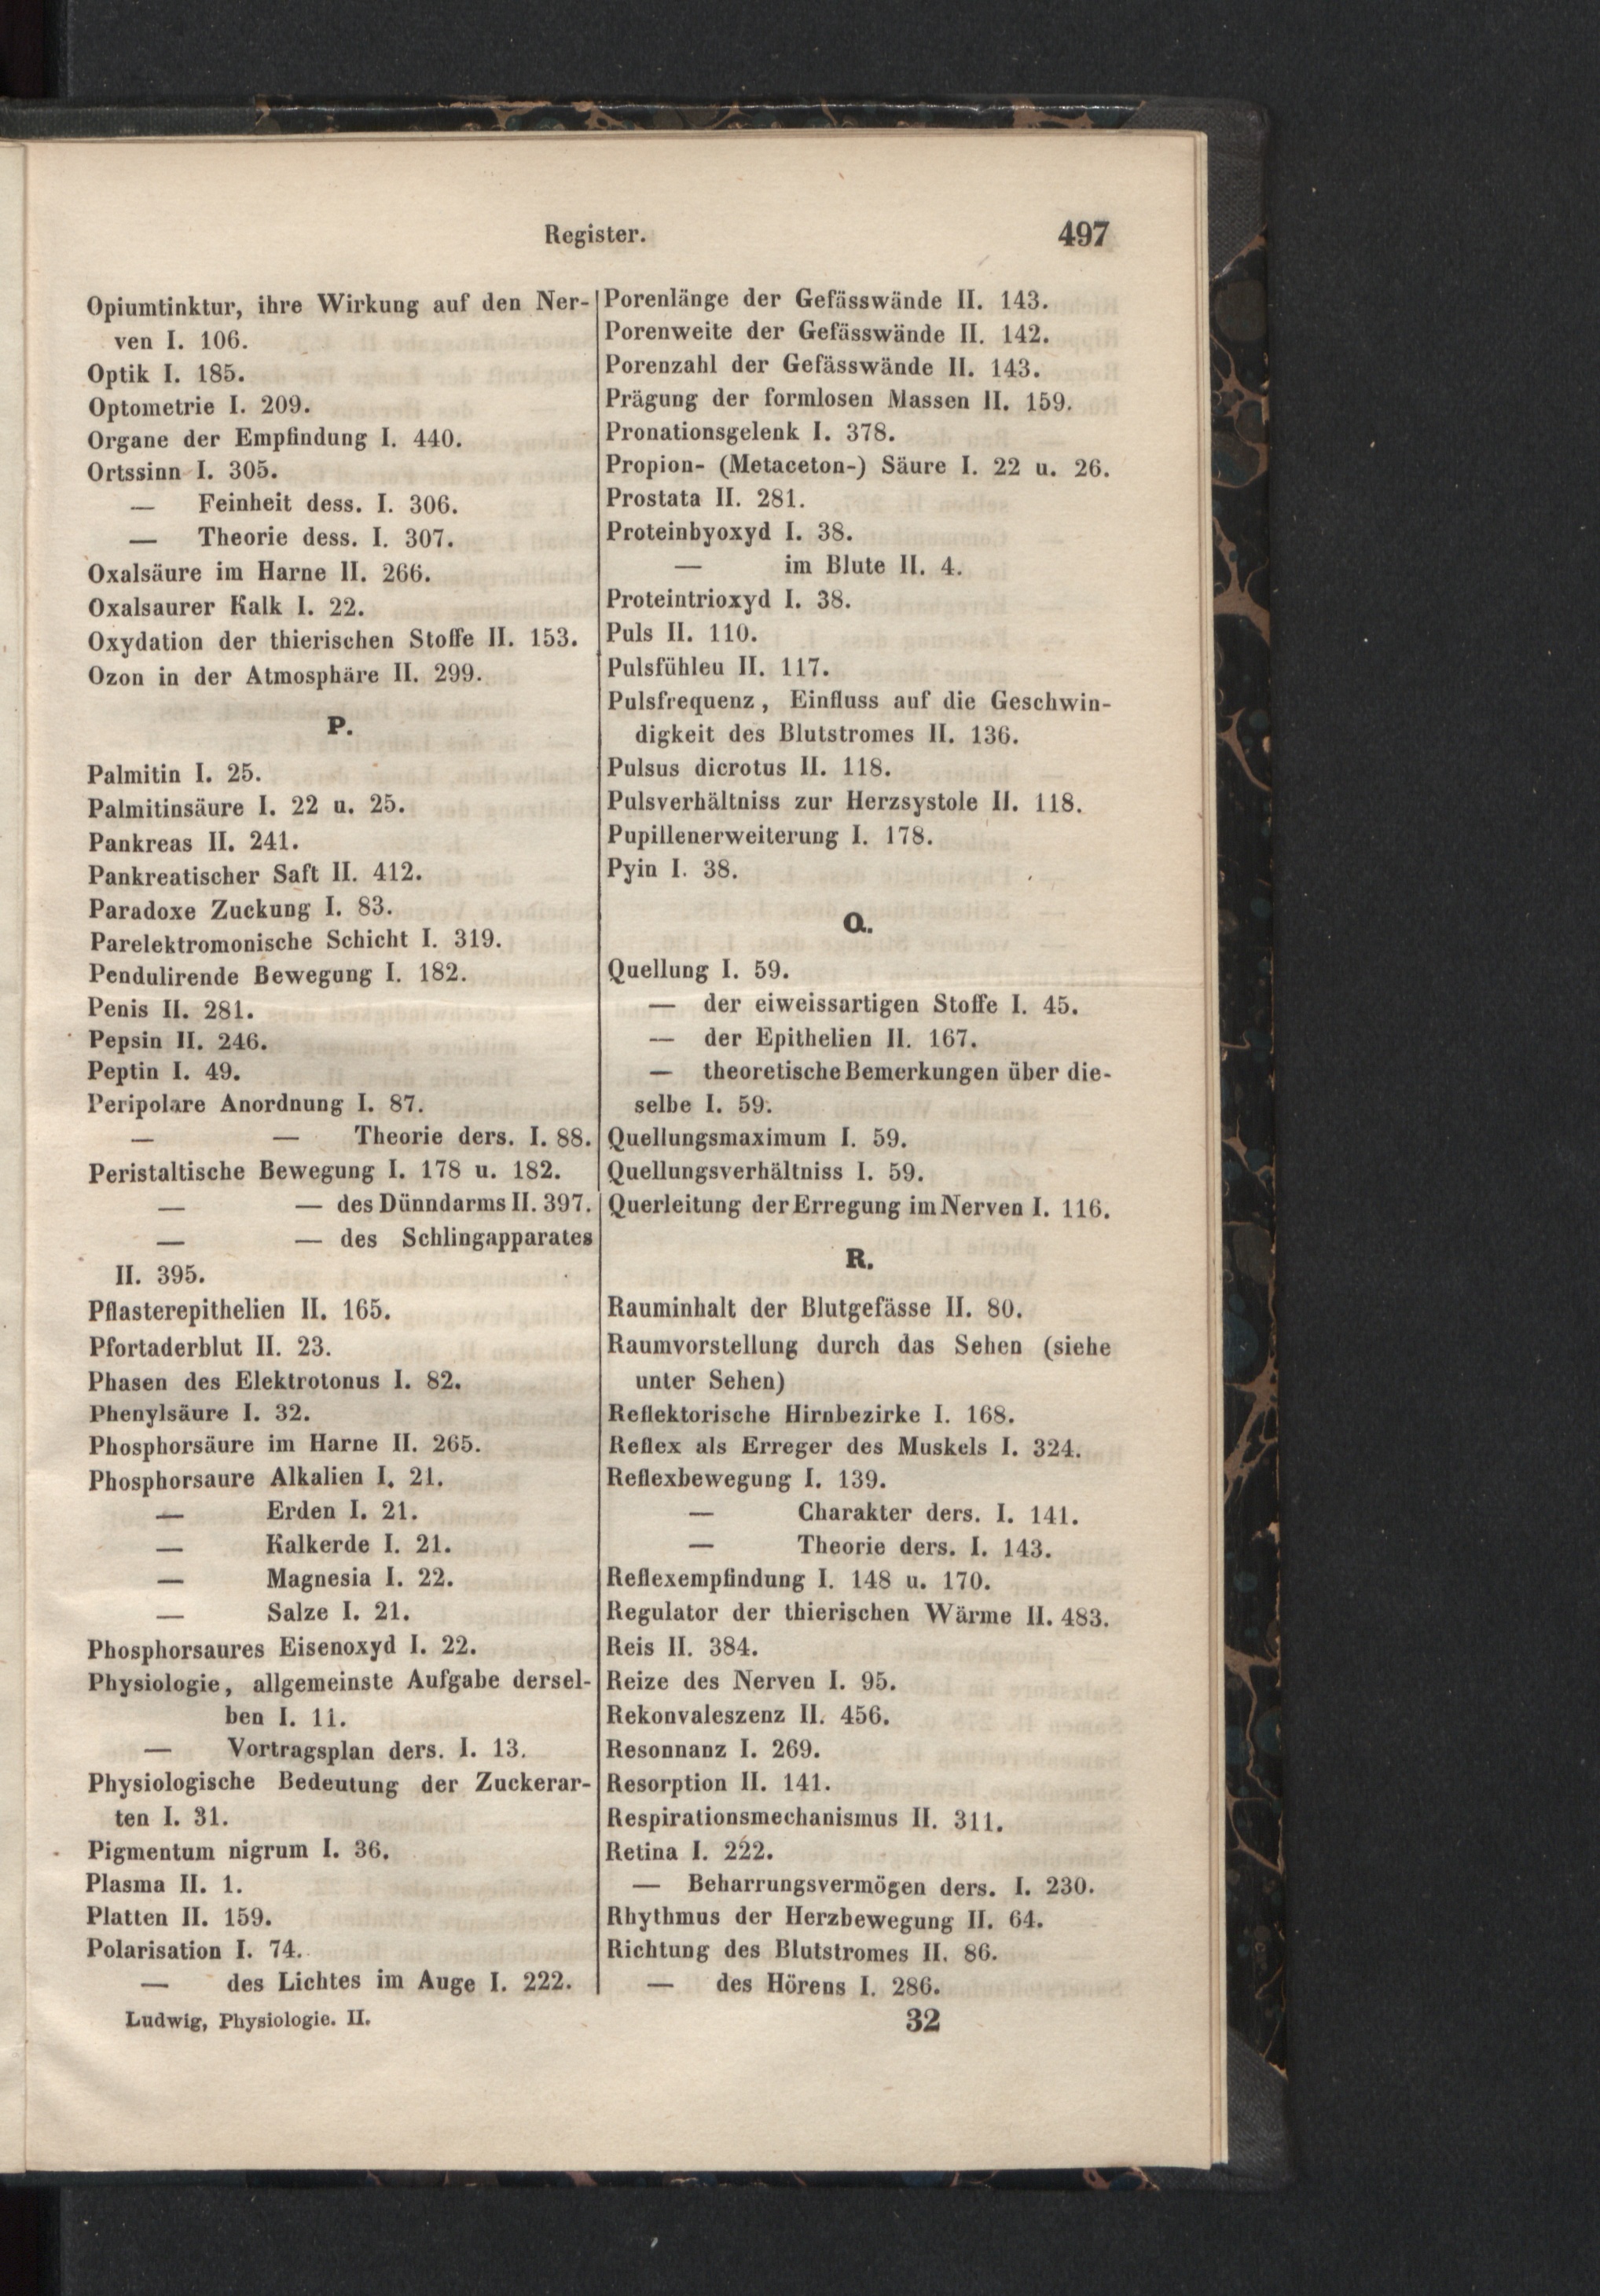 Register.
497
Opiumtinktur, ihre Wirkung auf den Ner-
ven I. 106.
Optik I. 185.
Optometrie I. 209.
Organe der Empfindung I. 440.
Ortssinn I. 305.
— Feinheit dess. I. 306.
— Theorie dess. I. 307.
Oxalsäure im Harne II. 266.
Oxalsaurer Kalk I. 22.
Oxydation der thierischen Stoffe II. 153.
Ozon in der Atmosphäre II. 299.
P.
Palmitin I. 25.
Palmitinsäure I. 22 u. 25.
Pankreas II. 241.
Pankreatischer Saft II. 412.
Paradoxe Zuckung I. 83.
Parelektromonische Schicht I. 319.
Pendulirende Bewegung I. 182.
Penis II. 281.
Pepsin II. 246.
Peptin I. 49.
Peripolare Anordnung I. 87.
— — Theorie ders. I. 88.
Peristaltische Bewegung I. 178 u. 182.
— — des Dünndarms II. 397.
— — des Schlingapparates
II. 395.
Pflasterepithelien II. 165.
Pfortaderblut II. 23.
Phasen des Elektrotonus I. 82.
Phenylsäure I. 32.
Phosphorsäure im Harne II. 265.
Phosphorsaure Alkalien I. 21.
— Erden I. 21.
— Kalkerde I. 21.
— Magnesia I. 22.
— Salze I. 21.
Phosphorsaures Eisenoxyd I. 22.
Physiologie, allgemeinste Aufgabe dersel-
ben I. 11.
— Vortragsplan ders. I. 13.
Physiologische Bedeutung der Zuckerar-
ten I. 31.
Pigmentum nigrum I. 36.
Plasma II. 1.
Platten II. 159.
Polarisation I. 74.
— des Lichtes im Auge I. 222.
Porenlänge der Gefässwände II. 143.
Porenweite der Gefässwände II. 142.
Porenzahl der Gefässwände II. 143.
Prägung der formlosen Massen II. 159.
Pronationsgelenk I. 378.
Propion- (Metaceton-) Säure I. 22 u. 26.
Prostata II. 281.
Proteinbyoxyd I. 38.
— im Blute II. 4.
Proteintrioxyd I. 38.
Puls II. 110.
Pulsfühleu II. 117.
Pulsfrequenz, Einfluss auf die Geschwin-
digkeit des Blutstromes II. 136.
Pulsus dicrotus II. 118.
Pulsverhältniss zur Herzsystole II. 118.
Pupillenerweiterung I. 178.
Pyin I. 38.
Q.
Quellung I. 59.
— der eiweissartigen Stoffe I. 45.
— der Epithelien II. 167.
— theoretische Bemerkungen über die-
selbe I. 59.
Quellungsmaximum I. 59.
Quellungsverhältniss I. 59.
Querleitung der Erregung im Nerven I. 116.
R.
Rauminhalt der Blutgefässe II. 80.
Raumvorstellung durch das Sehen (siehe
unter Sehen)
Reflektorische Hirnbezirke I. 168.
Reflex als Erreger des Muskels I. 324.
Reflexbewegung I. 139.
— Charakter ders. I. 141.
— Theorie ders. I. 143.
Reflexempfindung I. 148 u. 170.
Regulator der thierischen Wärme II. 483.
Reis II. 384.
Reize des Nerven I. 95.
Rekonvaleszenz II. 456.
Resonnanz I. 269.
Resorption II. 141.
Respirationsmechanismus II. 311.
Retina I. 222.
— Beharrungsvermögen ders. I. 230.
Rhythmus der Herzbewegung II. 64.
Richtung des Blutstromes II. 86.
— des Hörens I. 286.
Ludwig, Physiologie. II.
32